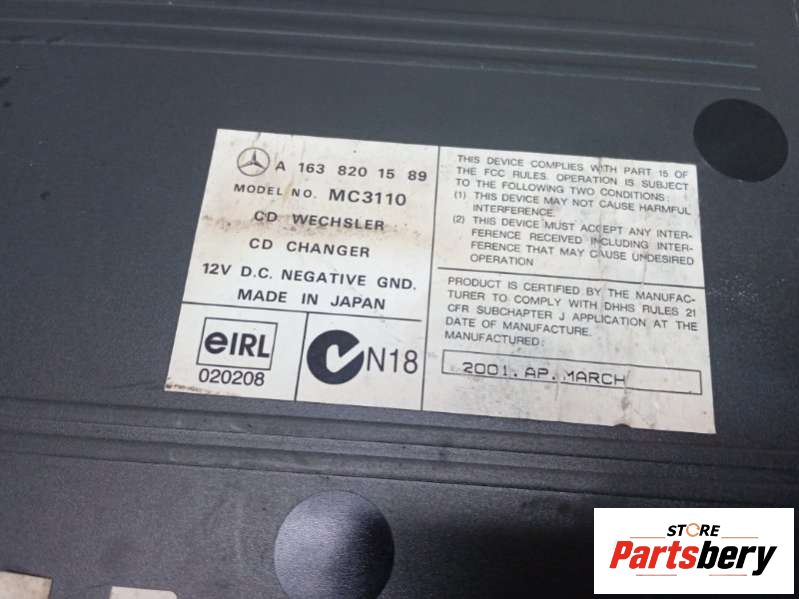 A 163 820 15 89
MODEL NO. MC3110
CD WECHSLER
CD CHANGER
12V D.C. NEGATIVE GND.
MADE IN JAPAN
eIRL
020208
N18
THIS DEVICE COMPLIES WITH PART 15 OF
THE FCC RULES. OPERATION IS SUBJECT
TO THE FOLLOWING TWO CONDITIONS:
(1) THIS DEVICE MAY NOT CAUSE HARMFUL
INTERFERENCE.
(2) THIS DEVICE MUST ACCEPT ANY INTER-
FERENCE RECEIVED INCLUDING INTER-
FERENCE THAT MAY CAUSE UNDESIRED
OPERATION
PRODUCT IS CERTIFIED BY THE MANUFAC-
TURER TO COMPLY WITH DHHS RULES 21
CFR SUBCHAPTER J APPLICATION AT THE
DATE OF MANUFACTURE.
MANUFACTURED:
2001. AP. MARCH
STORE
Partsbery